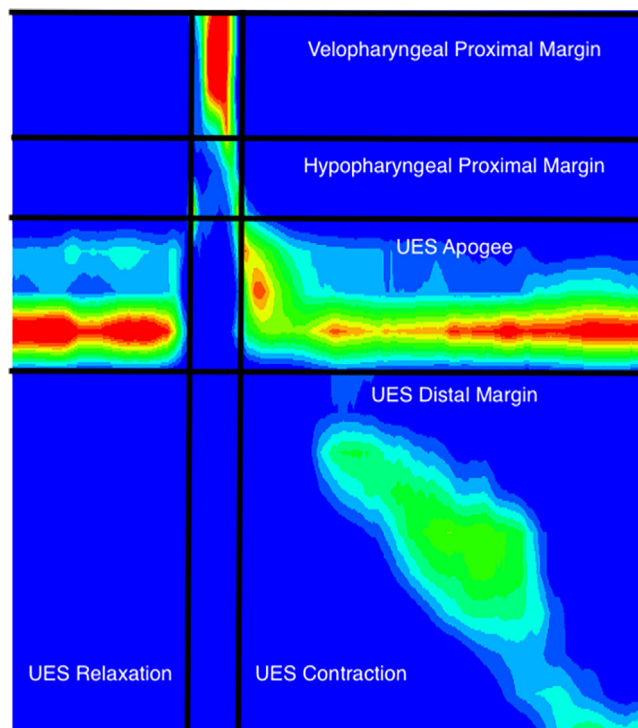 Velopharyngeal Proximal Margin
Hypopharyngeal Proximal Margin
UES Apogee
UES Distal Margin
UES Relaxation
UES Contraction